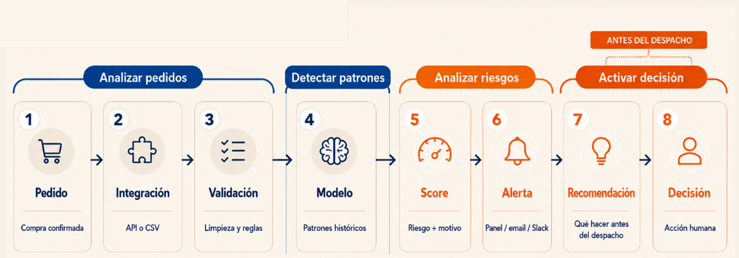 ANTES DEL DESPACHO
Analizar pedidos
Detectar patrones
Analizar riesgos
Activar decisión
1
2
3
4
5
6
7
8
Pedido
Integración
Validación
Modelo
Score
Alerta
Recomendación
Decisión
Compra confirmada
API o CSV
Limpieza y reglas
Patrones históricos
Riesgo + motivo
Panel / email / Slack
Qué hacer antes
del despacho
Acción humana